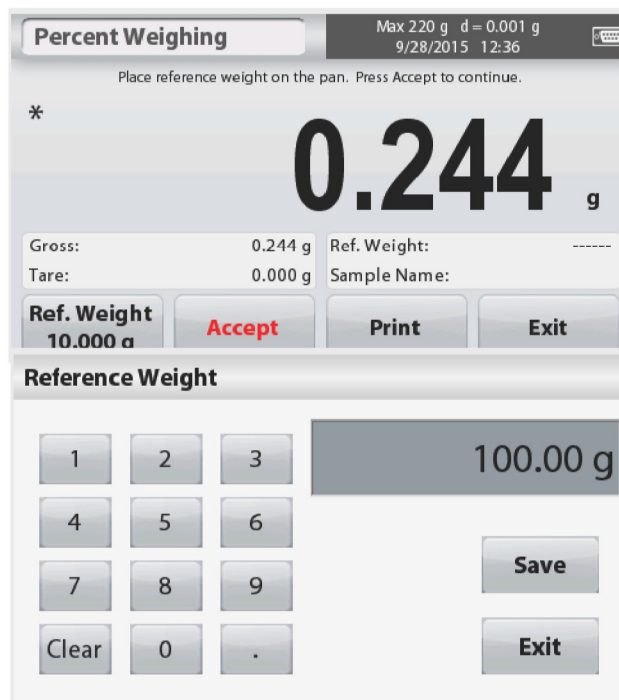 Percent Weighing
Max 220 g d = 0.001 g
9/28/2015 12:36
Place reference weight on the pan. Press Accept to continue.
*
0.244 g
Gross: 0.244 g Ref. Weight: ------
Tare: 0.000 g Sample Name:
Ref. Weight
10.000 g
Accept Print Exit
Reference Weight
100.00 g
1 2 3
4 5 6
Save
7 8 9
Clear 0 .
Exit